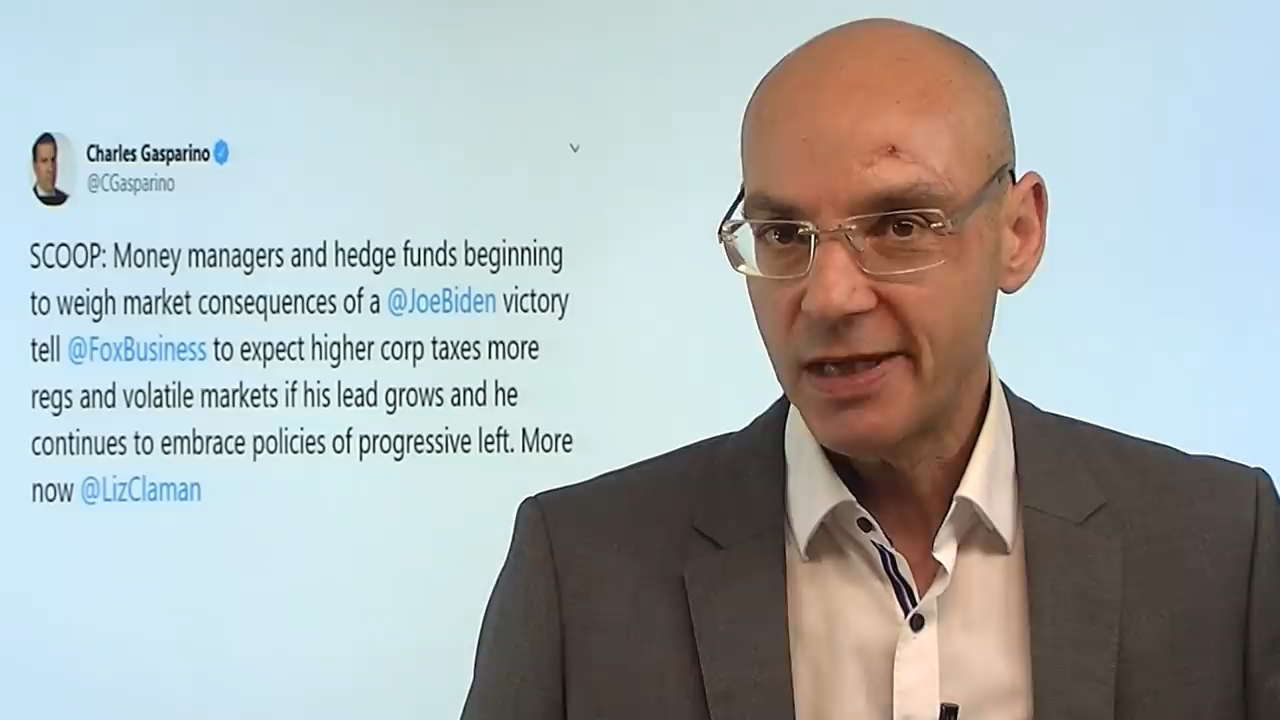 Charles Gasparino
@CGasparino
SCOOP: Money managers and hedge funds beginning
to weigh market consequences of a @JoeBiden victory
tell @FoxBusiness to expect higher corp taxes more
regs and volatile markets if his lead grows and he
continues to embrace policies of progressive left. More
now @LizClaman